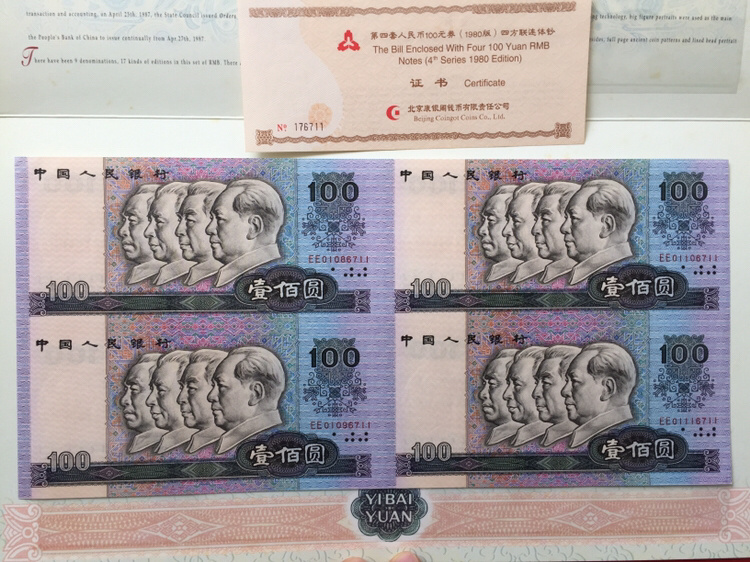 transaction and accounting, on April 25th, 1987, the State Council issued Orders,
the People's Bank of China to issue continually from Apr.27th, 1987.
There have been 9 denominations, 17 kinds of editions in this set of RMB. There
technology, big figure portraits were used as the main
full page ancient coin patterns and fixed bead pentrait
第四套人民币100元券(1980版)四方联连体钞
The Bill Enclosed With Four 100 Yuan RMB
Notes (4th Series 1980 Edition)
证书 Certificate
北京康银阁钱币有限责任公司
Beijing Coingot Coins Co., Ltd.
№ 176711
中国人民银行
100
EE01086711
100
壹佰圆
中国人民银行
100
EE01106711
100
壹佰圆
中国人民银行
100
EE01096711
100
壹佰圆
中国人民银行
100
EE01116711
100
壹佰圆
YIBAI
YUAN